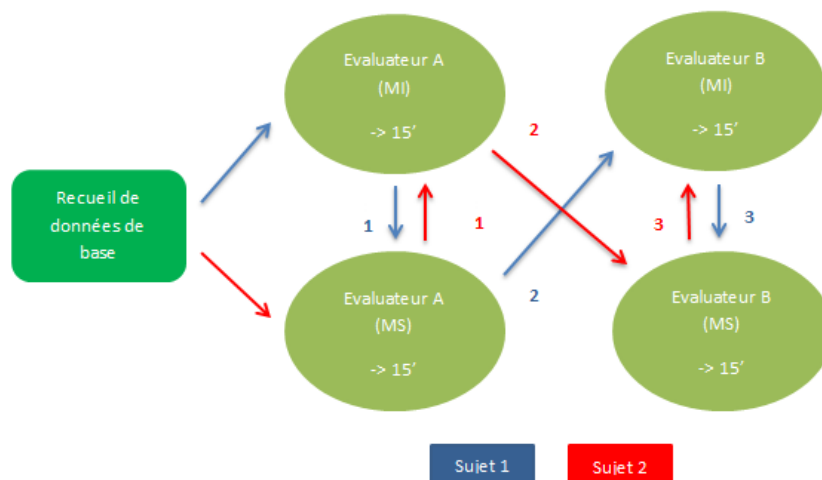 Evaluateur A
(MI)
-> 15’
Evaluateur B
(MI)
-> 15’
2
Recueil de
données de
base
1
1
3
3
2
Evaluateur A
(MS)
-> 15’
Evaluateur B
(MS)
-> 15’
Sujet 1
Sujet 2